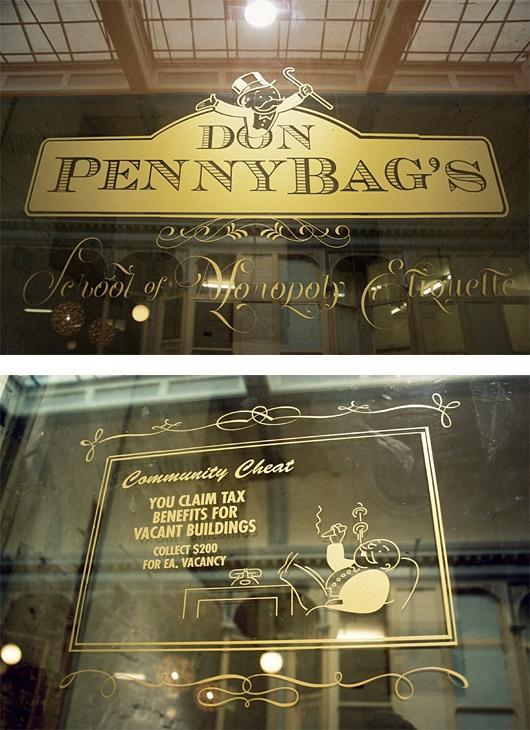 DON
PENNYBAG'S
School of Monopoly Etiquette
Community Cheat
YOU CLAIM TAX
BENEFITS FOR
VACANT BUILDINGS
COLLECT $200
FOR EA. VACANCY